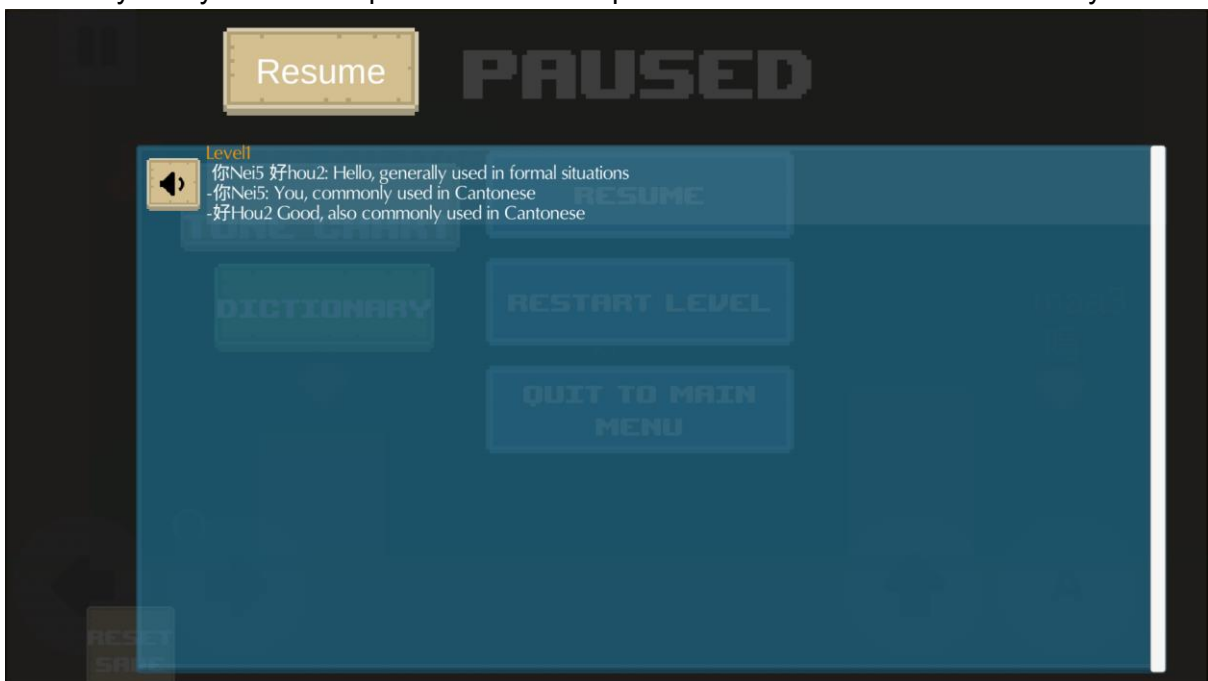 Resume
PAUSED
Level1
你Nei5 好hou2: Hello, generally used in formal situations
-你Nei5: You, commonly used in Cantonese
-好Hou2 Good, also commonly used in Cantonese
RESUME
TONE CHART
DICTIONARY
RESTART LEVEL
QUIT TO MAIN
MENU
A
RESET
SAVE